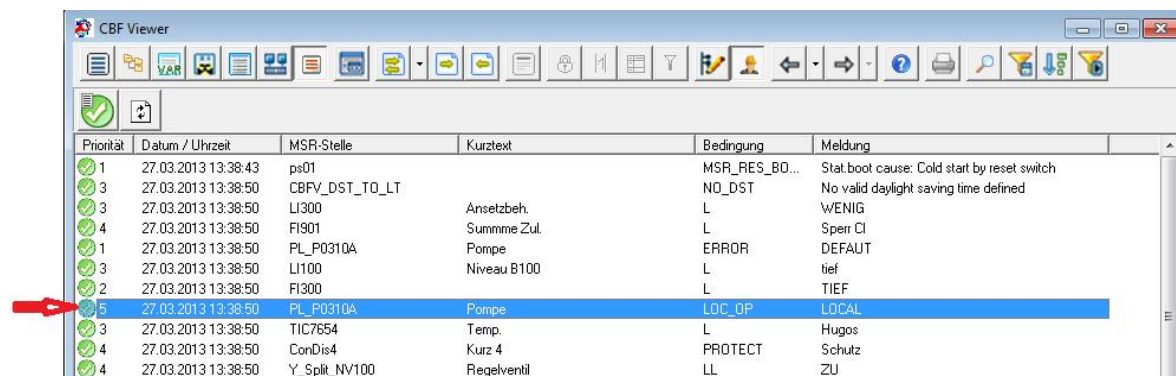 CBF Viewer
VAR
Priorität Datum / Uhrzeit MSR-Stelle Kurztext Bedingung Meldung
1 27.03.2013 13:38:43 ps01 MSR_RES_BO... Stat.boot cause: Cold start by reset switch
3 27.03.2013 13:38:50 CBFV_DST_TO_LT NO_DST No valid daylight saving time defined
3 27.03.2013 13:38:50 LI300 Ansetzbeh. L WENIG
4 27.03.2013 13:38:50 FI901 Summme Zul. L Sperr Cl
1 27.03.2013 13:38:50 PL_P0310A Pompe ERROR DEFAUT
3 27.03.2013 13:38:50 LI100 Niveau B100 L tief
2 27.03.2013 13:38:50 FI300 L TIEF
5 27.03.2013 13:38:50 PL_P0310A Pompe LOC_OP LOCAL
3 27.03.2013 13:38:50 TIC7654 Temp. L Hugos
4 27.03.2013 13:38:50 ConDis4 Kurz 4 PROTECT Schutz
4 27.03.2013 13:38:50 Y_Split_NV100 Regelventil LL ZU